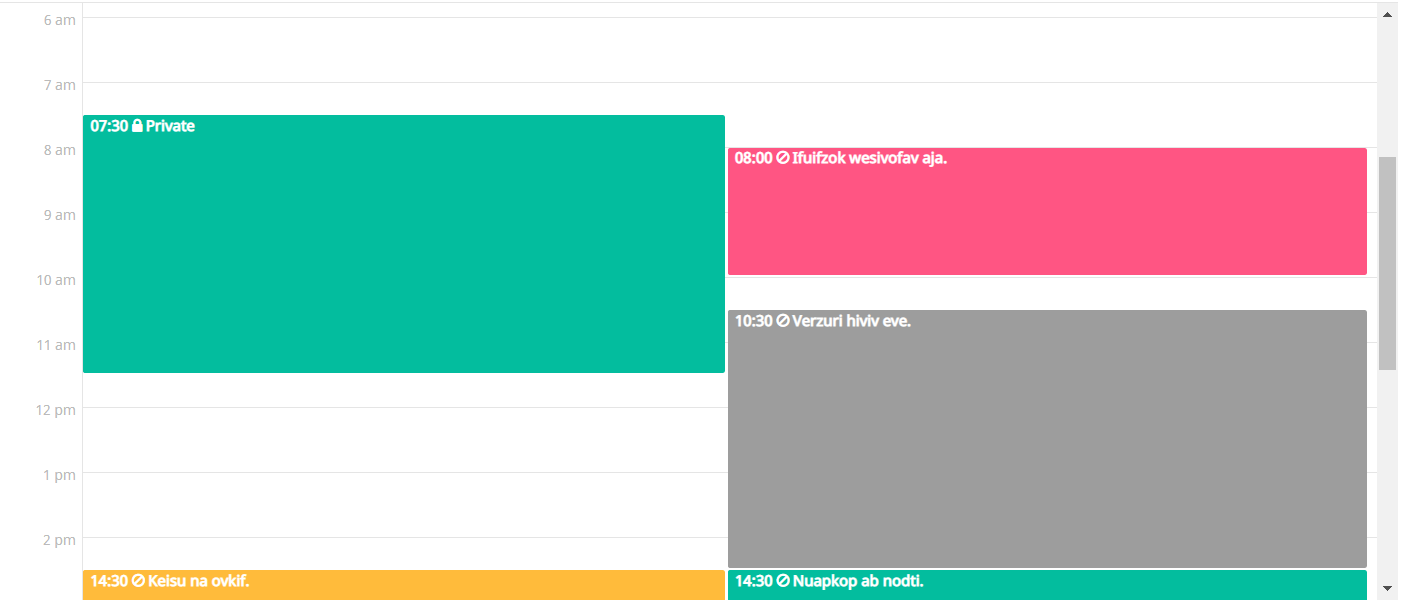 6 am
7 am
07:30 Private
8 am
08:00 Ifuifzok wesivofav aja.
9 am
10 am
10:30 Verzuri hiviv eve.
11 am
12 pm
1 pm
2 pm
14:30 Keisu na ovkif.
14:30 Nuapkop ab nodti.